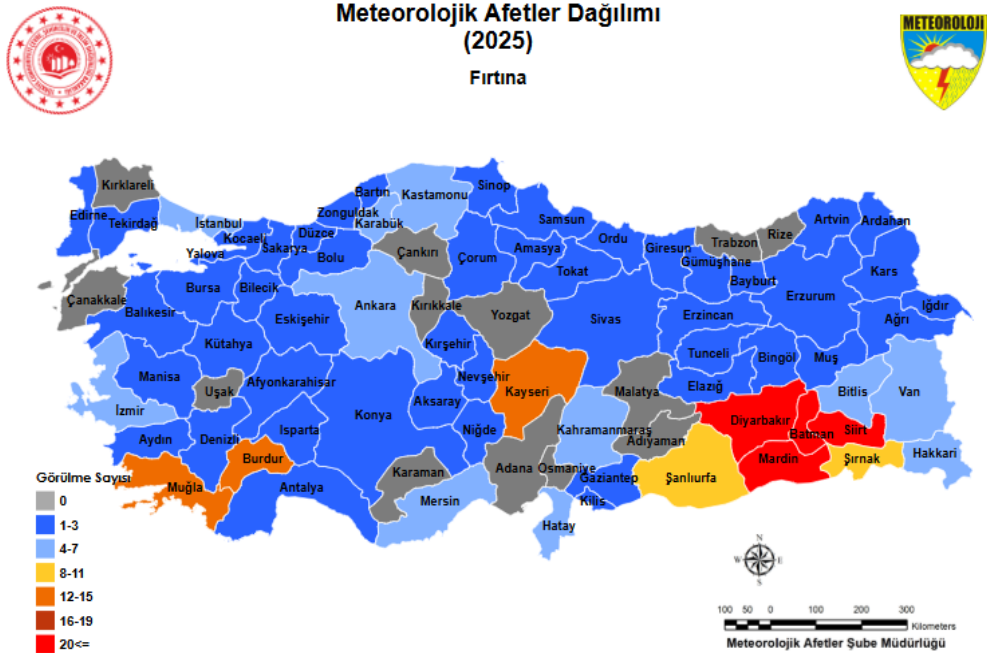 Meteorolojik Afetler Dağılımı
(2025)
Fırtına
METEOROLOJİ
Kırklareli
Edirne
Tekirdağ
İstanbul
Kocaeli
Yalova
Sakarya
Düzce
Zonguldak
Bartın
Karabük
Kastamonu
Sinop
Bolu
Çankırı
Çorum
Samsun
Amasya
Ordu
Tokat
Giresun
Trabzon
Rize
Gümüşhane
Bayburt
Artvin
Ardahan
Kars
Erzurum
Iğdır
Ağrı
Çanakkale
Balıkesir
Bursa
Bilecik
Eskişehir
Ankara
Kırıkkale
Yozgat
Sivas
Erzincan
Kütahya
Kırşehir
Tunceli
Bingöl
Muş
Manisa
Uşak
Afyonkarahisar
Nevşehir
Kayseri
Malatya
Elazığ
Bitlis
Van
İzmir
Konya
Aksaray
Niğde
Kahramanmaraş
Adıyaman
Diyarbakır
Batman
Siirt
Aydın
Denizli
Isparta
Burdur
Karaman
Adana
Osmaniye
Gaziantep
Şanlıurfa
Mardin
Şırnak
Hakkari
Muğla
Antalya
Mersin
Kilis
Hatay
Görülme Sayısı
0
1-3
4-7
8-11
12-15
16-19
20<=
N
W
E
S
100 50 0 100 200 300
Kilometers
Meteorolojik Afetler Şube Müdürlüğü